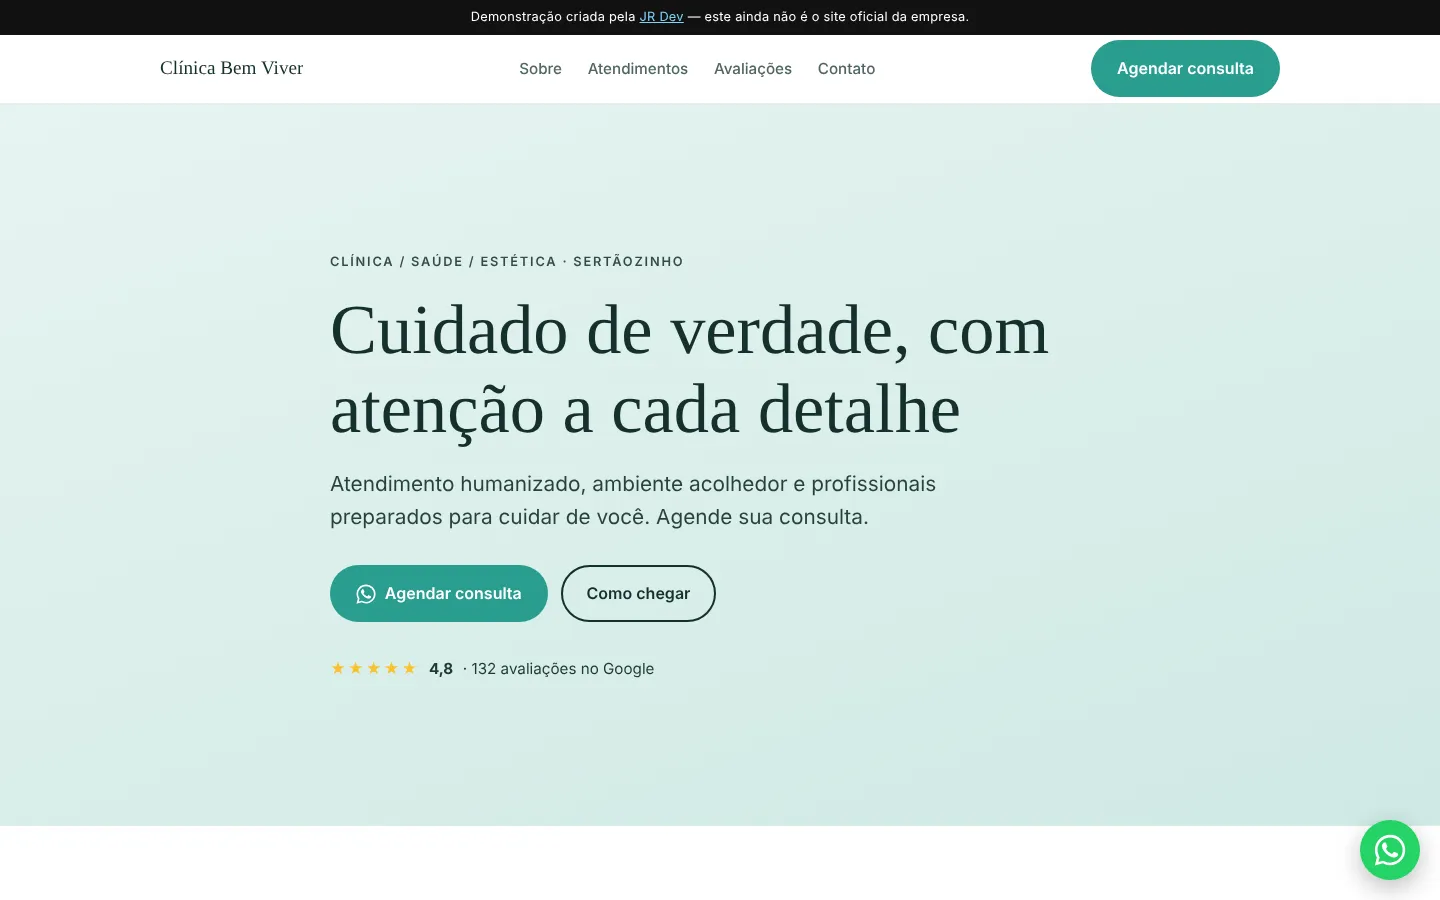 Demonstração criada pela JR Dev — este ainda não é o site oficial da empresa.
Clínica Bem Viver
Sobre
Atendimentos
Avaliações
Contato
Agendar consulta
CLÍNICA / SAÚDE / ESTÉTICA · SERTÃOZINHO
Cuidado de verdade, com
atenção a cada detalhe
Atendimento humanizado, ambiente acolhedor e profissionais
preparados para cuidar de você. Agende sua consulta.
Agendar consulta
Como chegar
★★★★★ 4,8 · 132 avaliações no Google